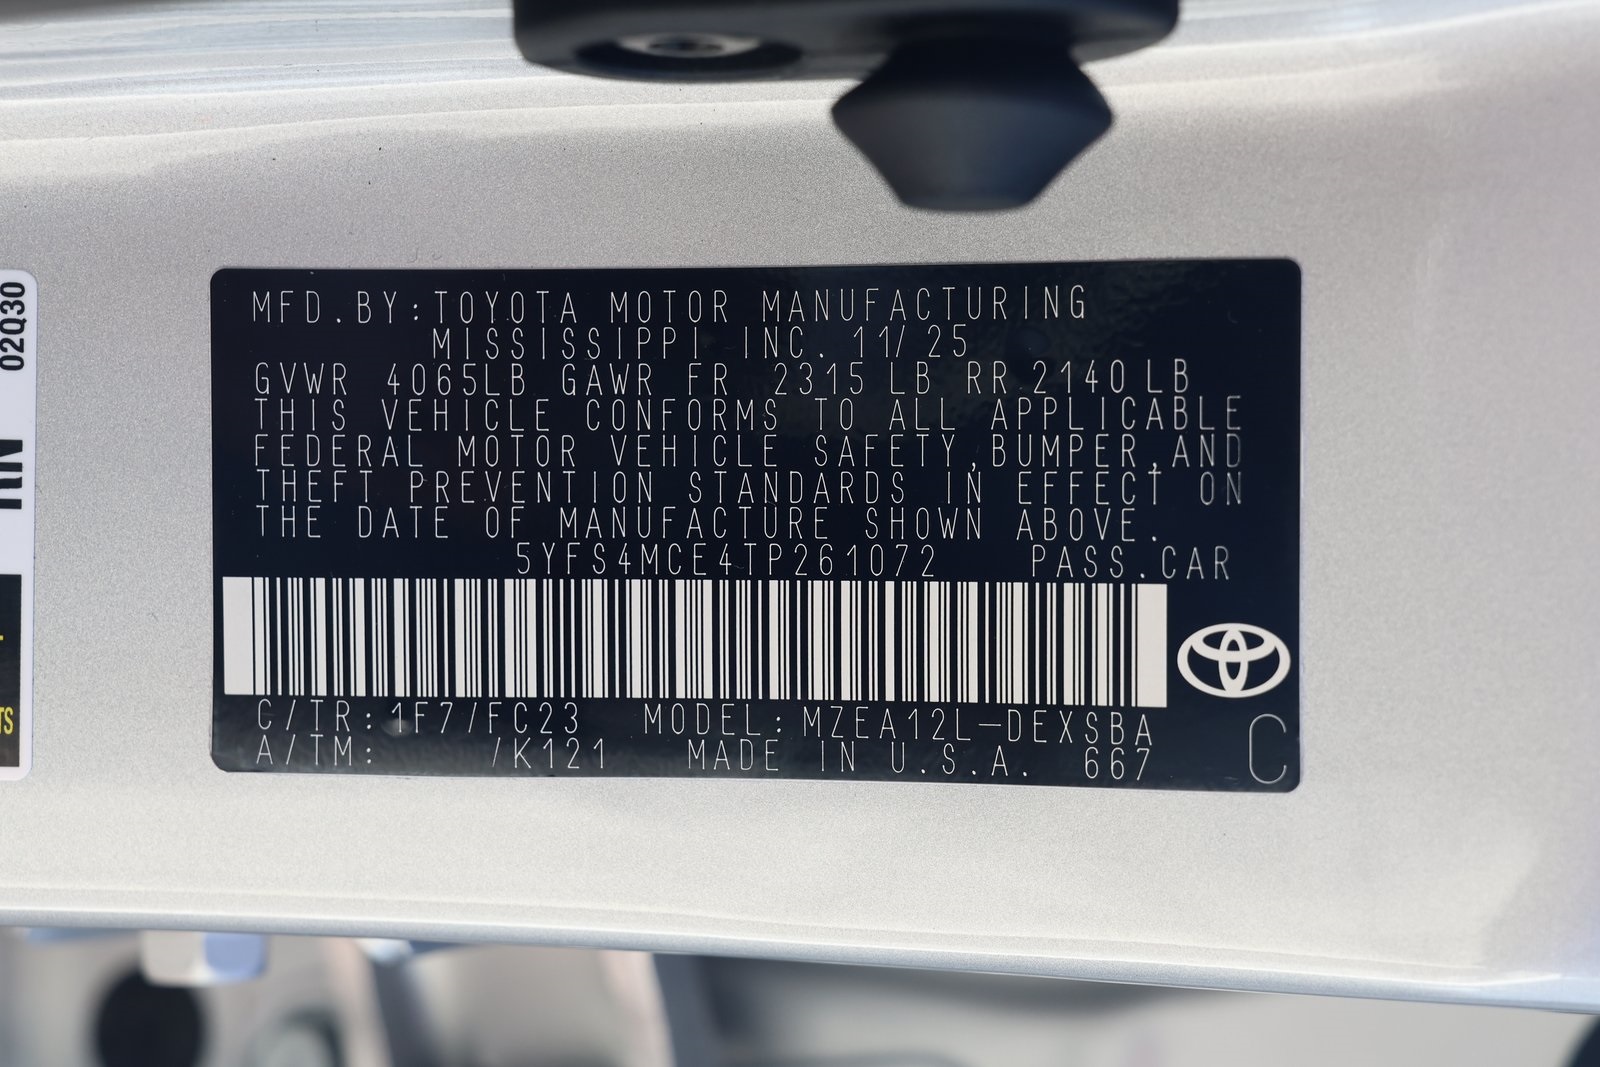 MFD.BY:TOYOTA MOTOR MANUFACTURING
MISSISSIPPI INC. 11/25
GVWR 4065LB GAWR FR 2315 LB RR 2140 LB
THIS VEHICLE CONFORMS TO ALL APPLICABLE
FEDERAL MOTOR VEHICLE SAFETY,BUMPER,AND
THEFT PREVENTION STANDARDS IN EFFECT ON
THE DATE OF MANUFACTURE SHOWN ABOVE.
5YFS4MCE4TP261072 PASS.CAR
C/TR:1F7/FC23 MODEL:MZEA12L-DEXSBA
A/TM: /K121 MADE IN U.S.A. 667
C
02Q30
TS